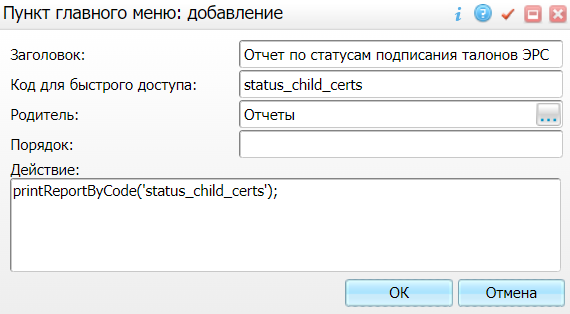 Пункт главного меню: добавление
Заголовок: Отчет по статусам подписания талонов ЭРС
Код для быстрого доступа: status_child_certs
Родитель: Отчеты ...
Порядок:
Действие:
printReportByCode('status_child_certs');
ОК Отмена